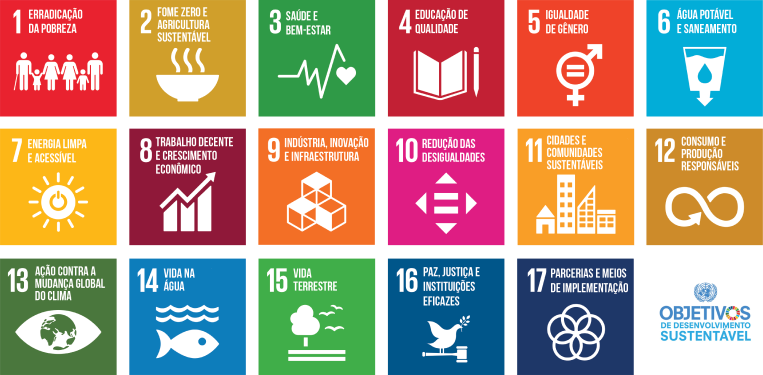 1 ERRADICAÇÃO
DA POBREZA
2 FOME ZERO E
AGRICULTURA
SUSTENTÁVEL
3 SAÚDE E
BEM-ESTAR
4 EDUCAÇÃO DE
QUALIDADE
5 IGUALDADE
DE GÊNERO
6 ÁGUA POTÁVEL
E SANEAMENTO
7 ENERGIA LIMPA
E ACESSÍVEL
8 TRABALHO DECENTE
E CRESCIMENTO
ECONÔMICO
9 INDÚSTRIA, INOVAÇÃO
E INFRAESTRUTURA
10 REDUÇÃO DAS
DESIGUALDADES
11 CIDADES E
COMUNIDADES
SUSTENTÁVEIS
12 CONSUMO E
PRODUÇÃO
RESPONSÁVEIS
13 AÇÃO CONTRA A
MUDANÇA GLOBAL
DO CLIMA
14 VIDA NA
ÁGUA
15 VIDA
TERRESTRE
16 PAZ, JUSTIÇA E
INSTITUIÇÕES
EFICAZES
17 PARCERIAS E MEIOS
DE IMPLEMENTAÇÃO
OBJETIVOS
DE DESENVOLVIMENTO
SUSTENTÁVEL